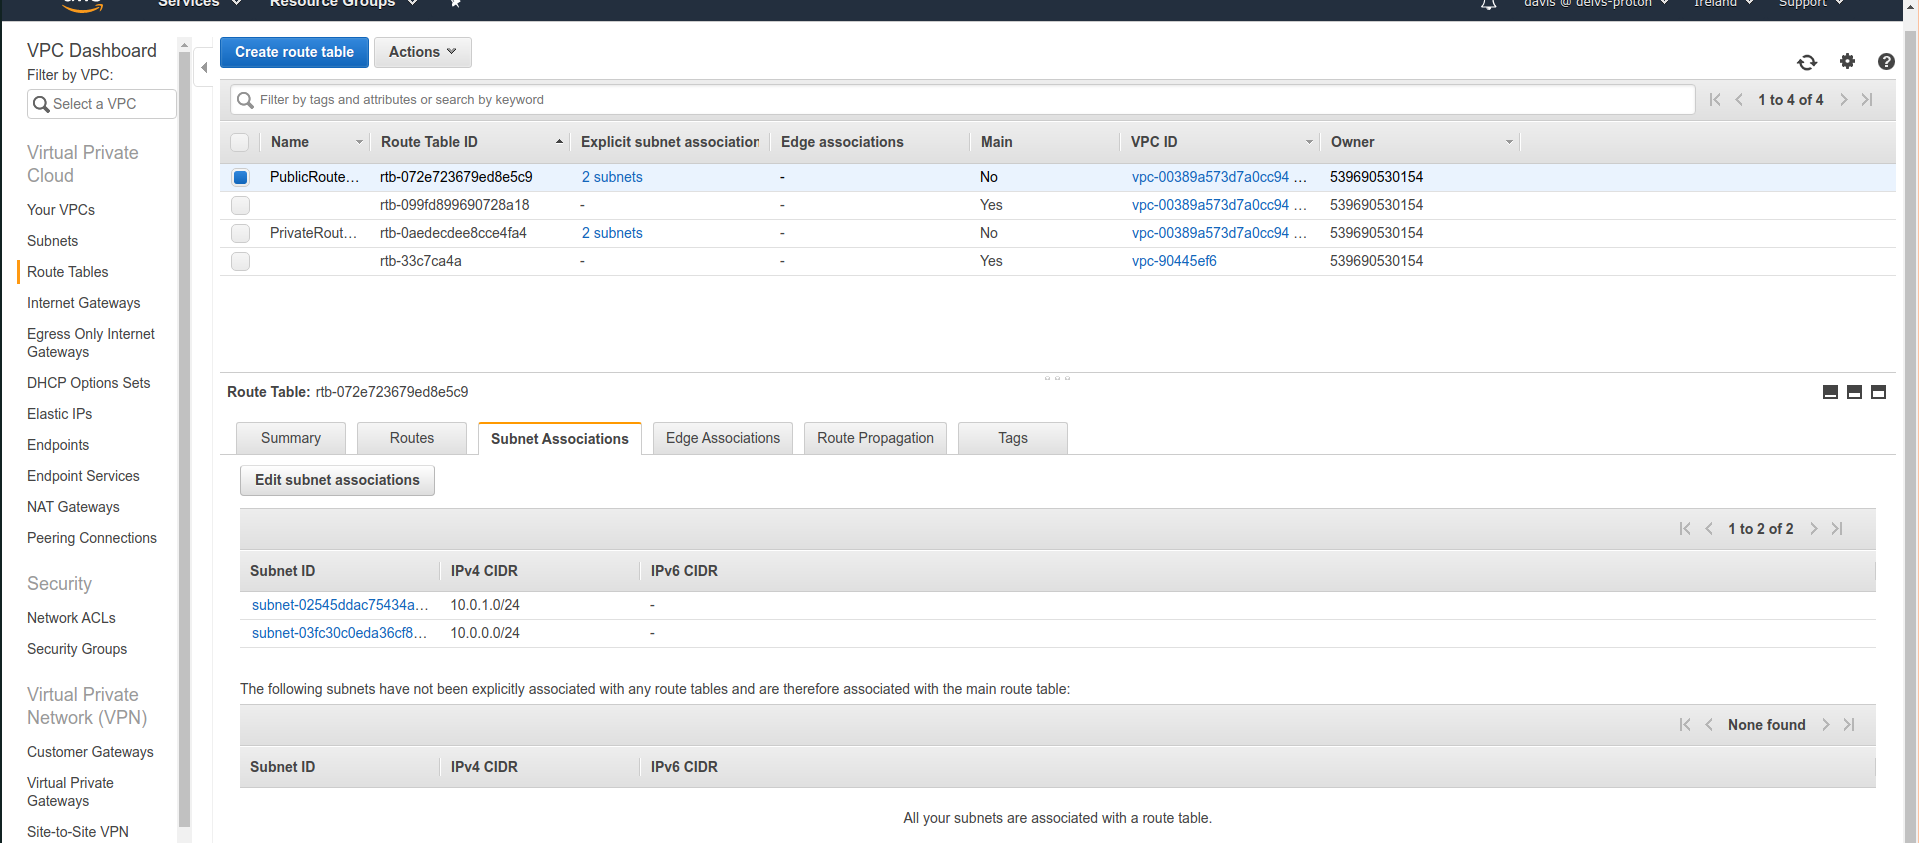 Services
Resource Groups
davis @ deivs-proton
Ireland
Support
VPC Dashboard
Filter by VPC:
Select a VPC
Virtual Private
Cloud
Your VPCs
Subnets
Route Tables
Internet Gateways
Egress Only Internet
Gateways
DHCP Options Sets
Elastic IPs
Endpoints
Endpoint Services
NAT Gateways
Peering Connections
Security
Network ACLs
Security Groups
Virtual Private
Network (VPN)
Customer Gateways
Virtual Private
Gateways
Site-to-Site VPN
Create route table Actions
Filter by tags and attributes or search by keyword
1 to 4 of 4
Name Route Table ID Explicit subnet association Edge associations Main VPC ID Owner
PublicRoute... rtb-072e723679ed8e5c9 2 subnets - No vpc-00389a573d7a0cc94 ... 539690530154
rtb-099fd899690728a18 - - Yes vpc-00389a573d7a0cc94 ... 539690530154
PrivateRout... rtb-0aedecdee8cce4fa4 2 subnets - No vpc-00389a573d7a0cc94 ... 539690530154
rtb-33c7ca4a - - Yes vpc-90445ef6 539690530154
Route Table: rtb-072e723679ed8e5c9
Summary Routes Subnet Associations Edge Associations Route Propagation Tags
Edit subnet associations
1 to 2 of 2
Subnet ID IPv4 CIDR IPv6 CIDR
subnet-02545ddac75434a... 10.0.1.0/24 -
subnet-03fc30c0eda36cf8... 10.0.0.0/24 -
The following subnets have not been explicitly associated with any route tables and are therefore associated with the main route table:
None found
Subnet ID IPv4 CIDR IPv6 CIDR
All your subnets are associated with a route table.